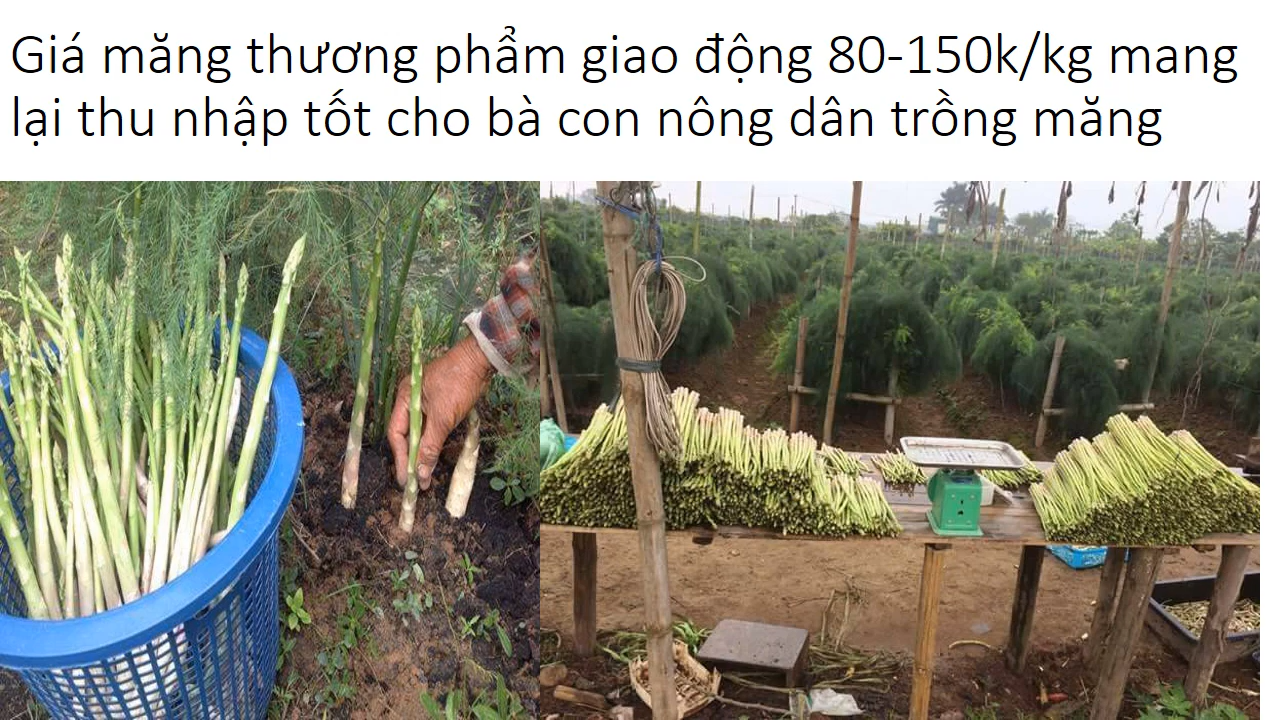 Giá măng thương phẩm giao động 80-150k/kg mang
lại thu nhập tốt cho bà con nông dân trồng măng